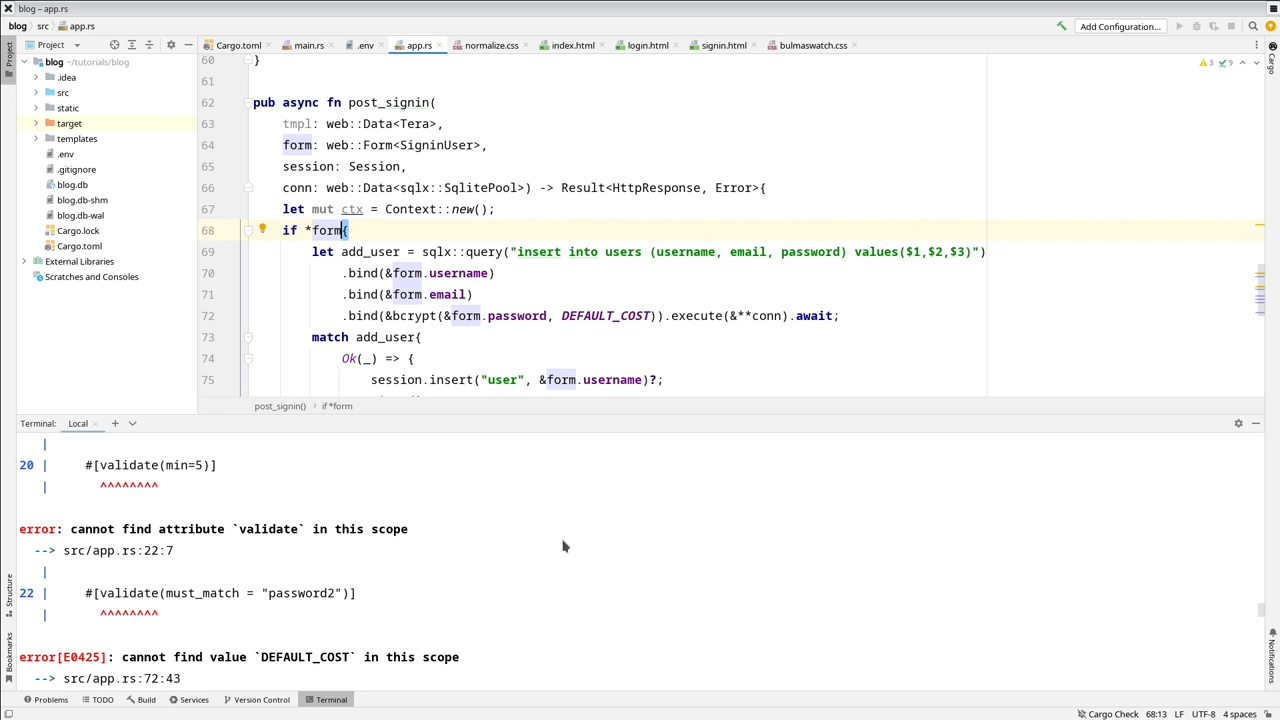 blog – app.rs
blog src app.rs
Add Configuration...
Project
Cargo.toml main.rs .env app.rs normalize.css index.html login.html signin.html bulmaswatch.css
Project
Cargo
blog ~/tutorials/blog
.idea
src
static
target
templates
.env
.gitignore
blog.db
blog.db-shm
blog.db-wal
Cargo.lock
Cargo.toml
External Libraries
Scratches and Consoles
3 9
60 }
61
62 pub async fn post_signin(
63 tmpl: web::Data<Tera>,
64 form: web::Form<SigninUser>,
65 session: Session,
66 conn: web::Data<sqlx::SqlitePool>) -> Result<HttpResponse, Error>{
67 let mut ctx = Context::new();
68 if *form{
69 let add_user = sqlx::query("insert into users (username, email, password) values($1,$2,$3)")
70 .bind(&form.username)
71 .bind(&form.email)
72 .bind(&bcrypt(&form.password, DEFAULT_COST)).execute(&**conn).await;
73 match add_user{
74 Ok(_) => {
75 session.insert("user", &form.username)?;
post_signin() if *form
Terminal: Local
|
20 | #[validate(min=5)]
| ^^^^^^^^
error: cannot find attribute `validate` in this scope
--> src/app.rs:22:7
|
22 | #[validate(must_match = "password2")]
| ^^^^^^^^
error[E0425]: cannot find value `DEFAULT_COST` in this scope
--> src/app.rs:72:43
Structure
Bookmarks
Notifications
Problems TODO Build Services Version Control Terminal
Cargo Check 68:13 LF UTF-8 4 spaces